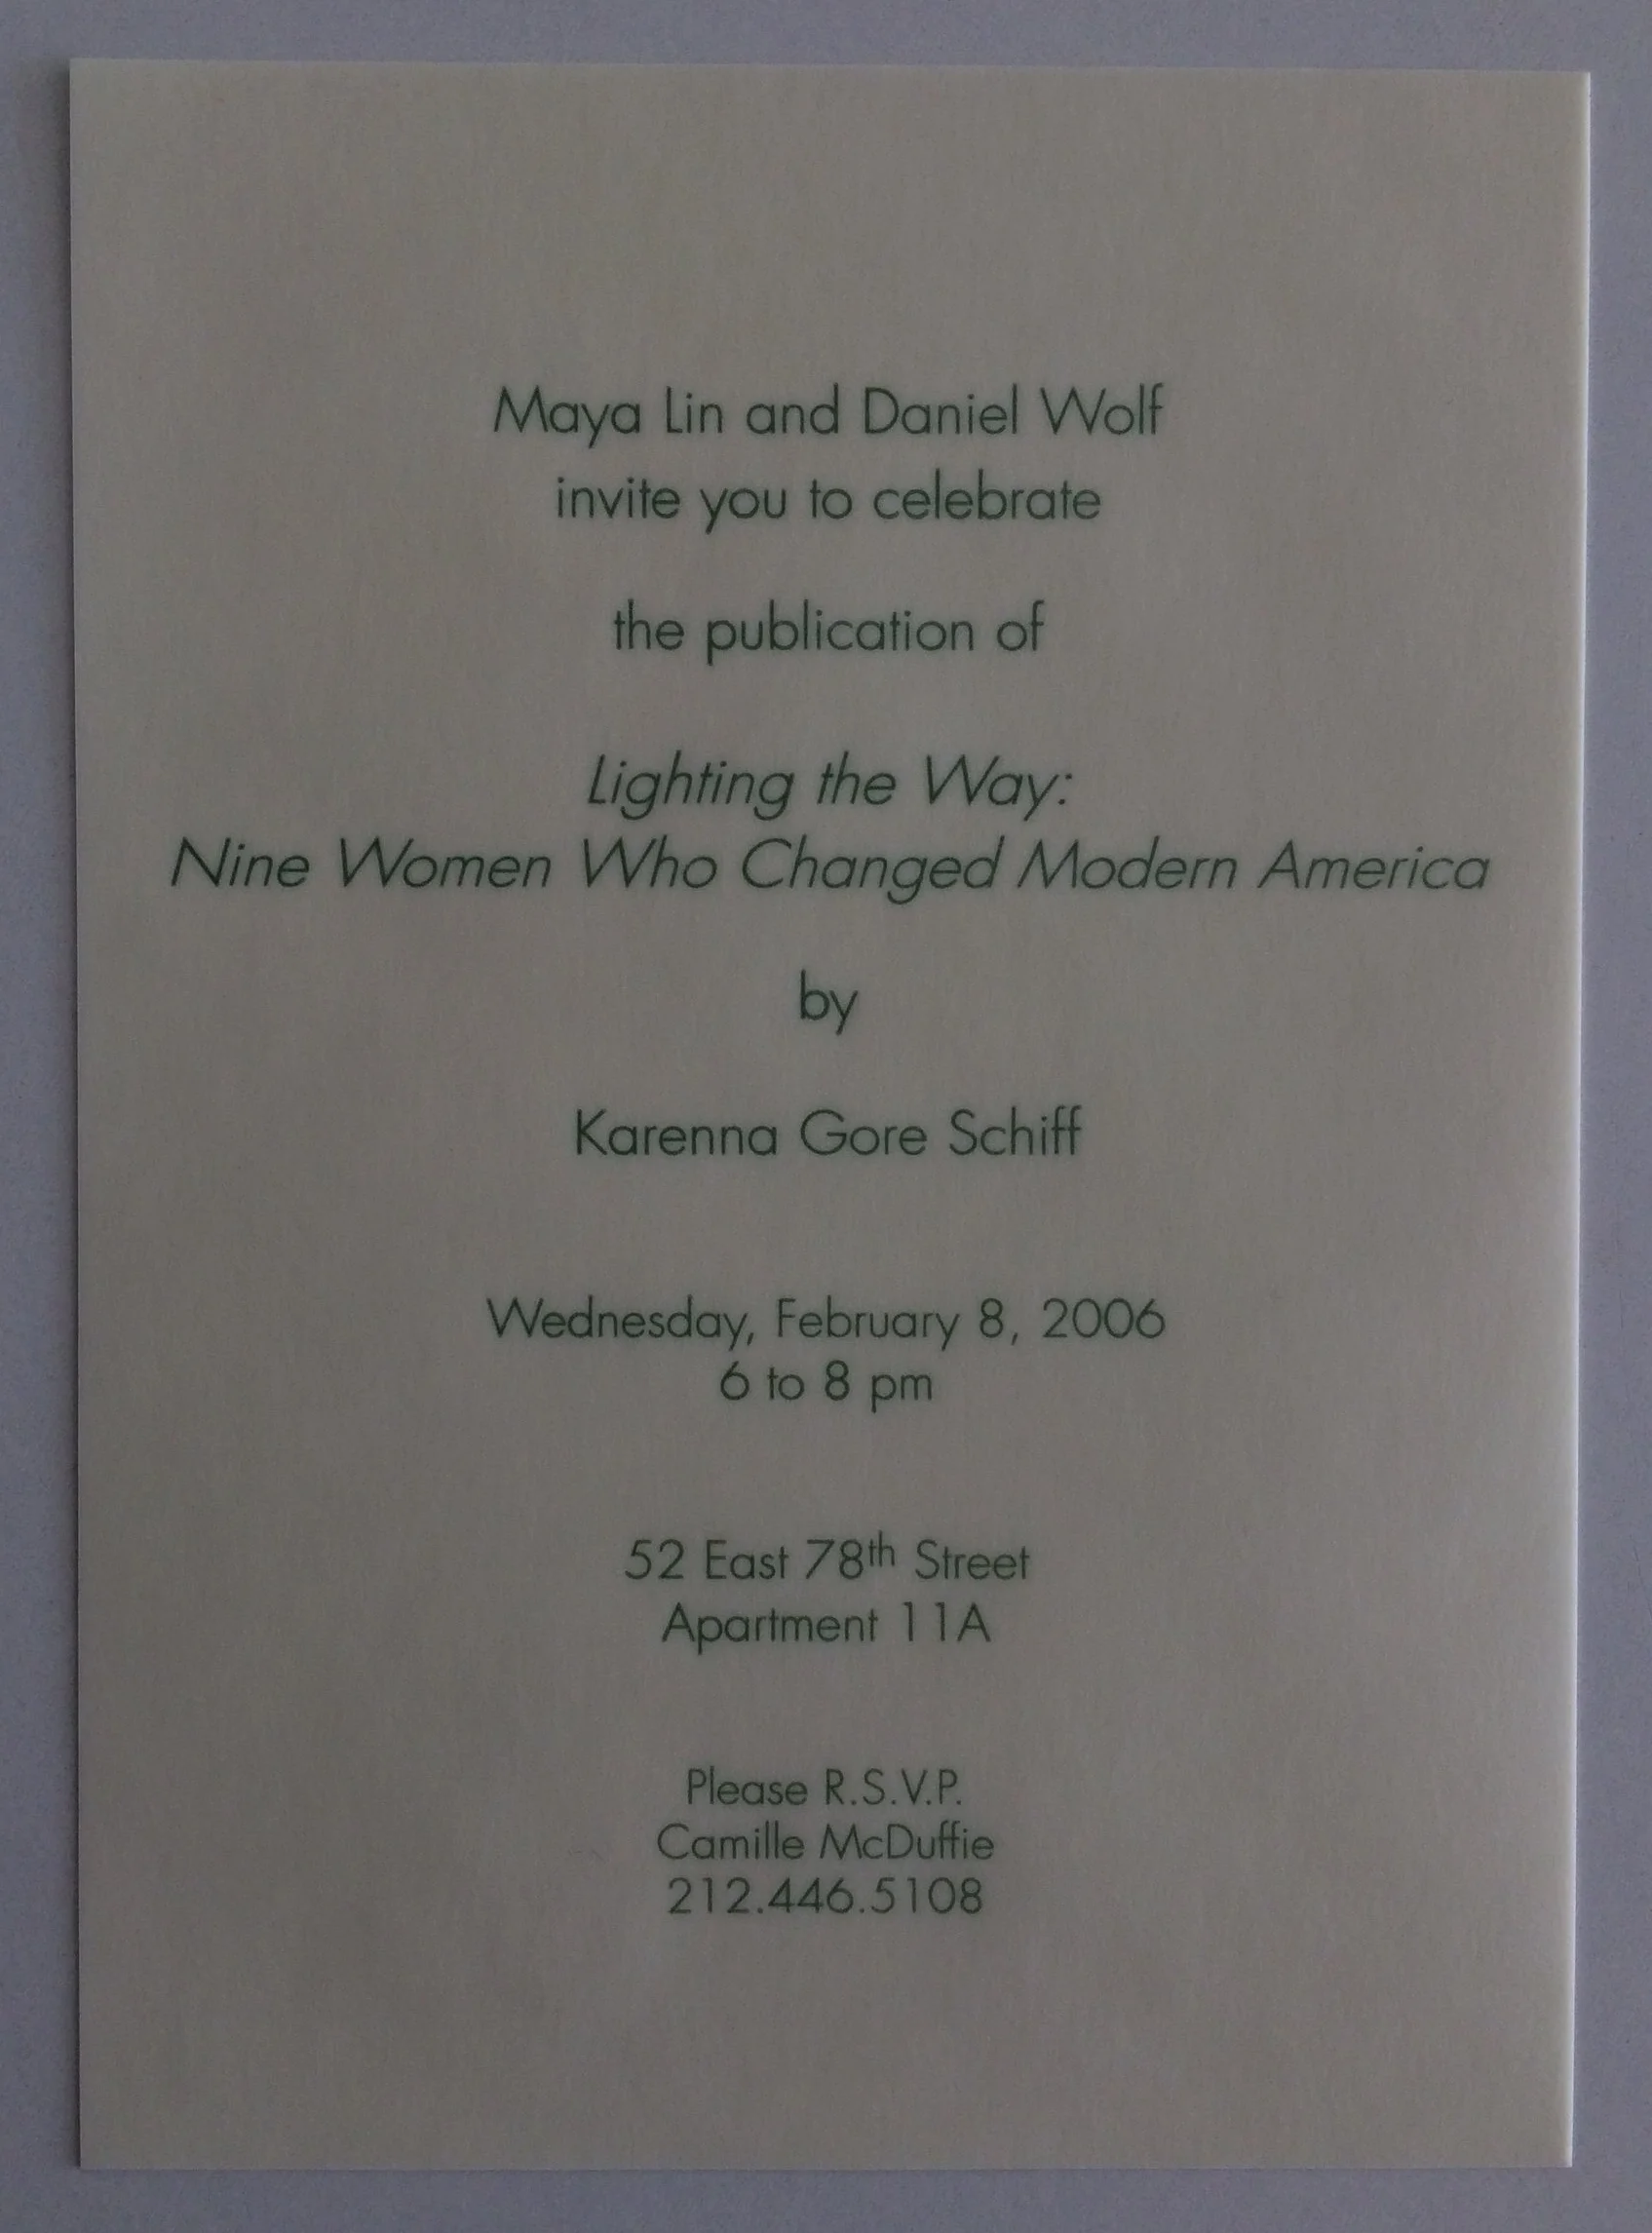 Maya Lin and Daniel Wolf
invite you to celebrate
the publication of
Lighting the Way:
Nine Women Who Changed Modern America
by
Karenna Gore Schiff
Wednesday, February 8, 2006
6 to 8 pm
52 East 78th Street
Apartment 11A
Please R.S.V.P.
Camille McDuffie
212.446.5108